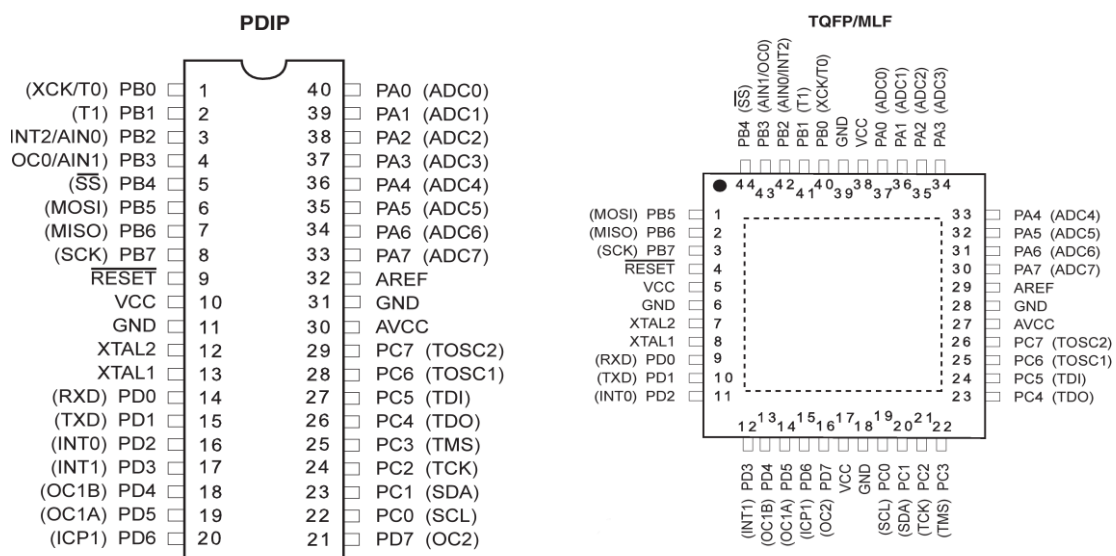 PDIP
(XCK/T0) PB0 1 40 PA0 (ADC0)
(T1) PB1 2 39 PA1 (ADC1)
INT2/AIN0) PB2 3 38 PA2 (ADC2)
OC0/AIN1) PB3 4 37 PA3 (ADC3)
(SS) PB4 5 36 PA4 (ADC4)
(MOSI) PB5 6 35 PA5 (ADC5)
(MISO) PB6 7 34 PA6 (ADC6)
(SCK) PB7 8 33 PA7 (ADC7)
RESET 9 32 AREF
VCC 10 31 GND
GND 11 30 AVCC
XTAL2 12 29 PC7 (TOSC2)
XTAL1 13 28 PC6 (TOSC1)
(RXD) PD0 14 27 PC5 (TDI)
(TXD) PD1 15 26 PC4 (TDO)
(INT0) PD2 16 25 PC3 (TMS)
(INT1) PD3 17 24 PC2 (TCK)
(OC1B) PD4 18 23 PC1 (SDA)
(OC1A) PD5 19 22 PC0 (SCL)
(ICP1) PD6 20 21 PD7 (OC2)
TQFP/MLF
PB4 (SS)
PB3 (AIN1/OC0)
PB2 (AIN0/INT2)
PB1 (T1)
PB0 (XCK/T0)
GND
VCC
PA0 (ADC0)
PA1 (ADC1)
PA2 (ADC2)
PA3 (ADC3)
44 43 42 41 40 39 38 37 36 35 34
(MOSI) PB5 1 33 PA4 (ADC4)
(MISO) PB6 2 32 PA5 (ADC5)
(SCK) PB7 3 31 PA6 (ADC6)
RESET 4 30 PA7 (ADC7)
VCC 5 29 AREF
GND 6 28 GND
XTAL2 7 27 AVCC
XTAL1 8 26 PC7 (TOSC2)
(RXD) PD0 9 25 PC6 (TOSC1)
(TXD) PD1 10 24 PC5 (TDI)
(INT0) PD2 11 23 PC4 (TDO)
12 13 14 15 16 17 18 19 20 21 22
(INT1) PD3
(OC1B) PD4
(OC1A) PD5
(ICP1) PD6
(OC2) PD7
VCC
GND
(SCL) PC0
(SDA) PC1
(TCK) PC2
(TMS) PC3